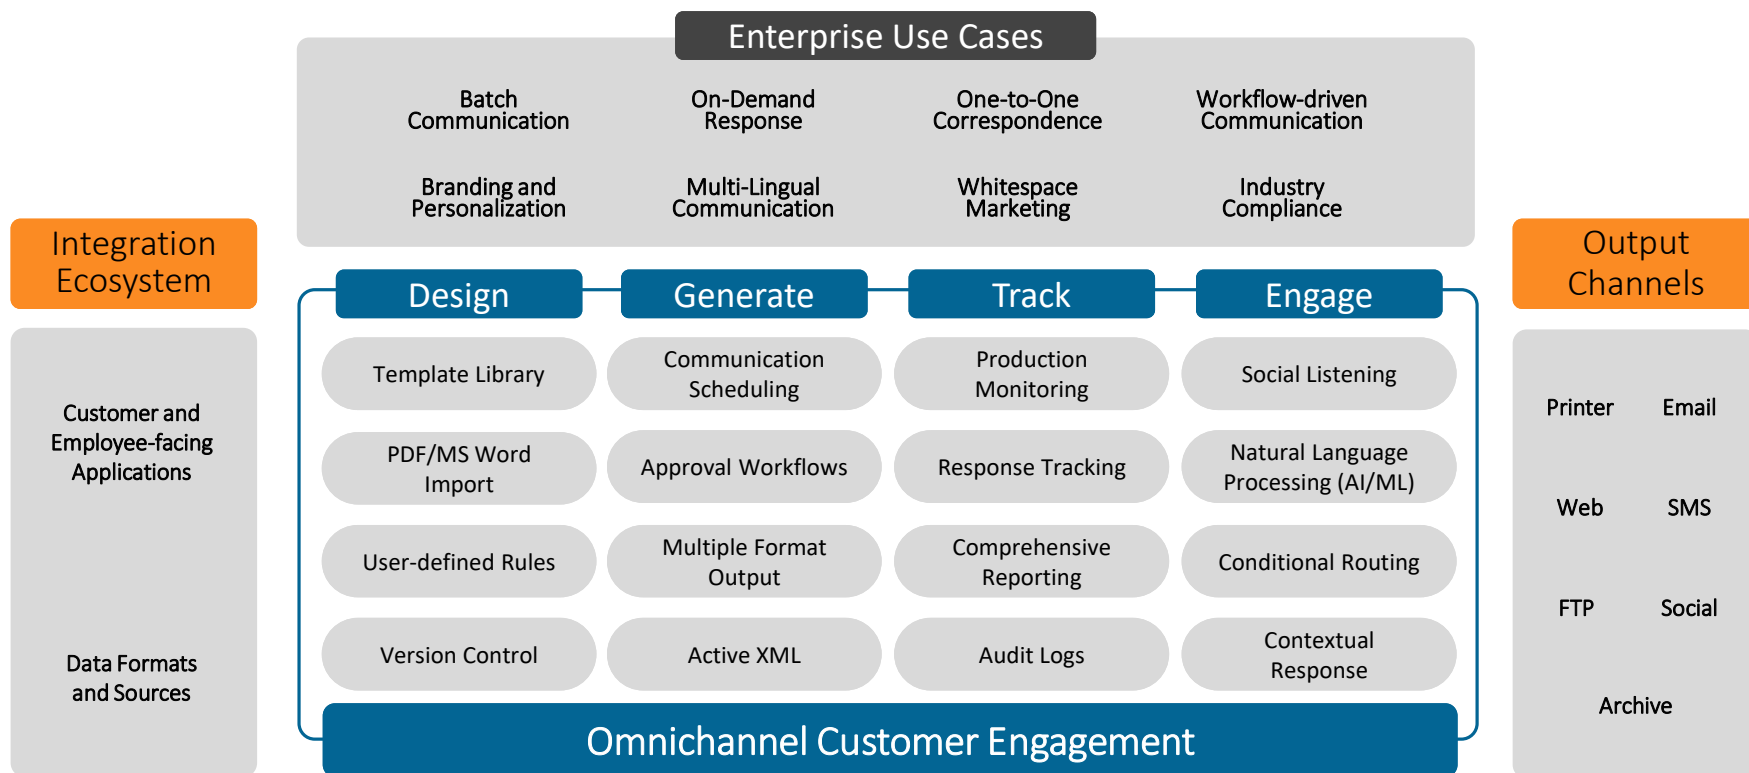 Enterprise Use Cases
Batch
Communication
On-Demand
Response
One-to-One
Correspondence
Workflow-driven
Communication
Branding and
Personalization
Multi-Lingual
Communication
Whitespace
Marketing
Industry
Compliance
Integration
Ecosystem
Customer and
Employee-facing
Applications
Data Formats
and Sources
Design
Template Library
PDF/MS Word
Import
User-defined Rules
Version Control
Generate
Communication
Scheduling
Approval Workflows
Multiple Format
Output
Active XML
Track
Production
Monitoring
Response Tracking
Comprehensive
Reporting
Audit Logs
Engage
Social Listening
Natural Language
Processing (AI/ML)
Conditional Routing
Contextual
Response
Omnichannel Customer Engagement
Output
Channels
Printer
Email
Web
SMS
FTP
Social
Archive